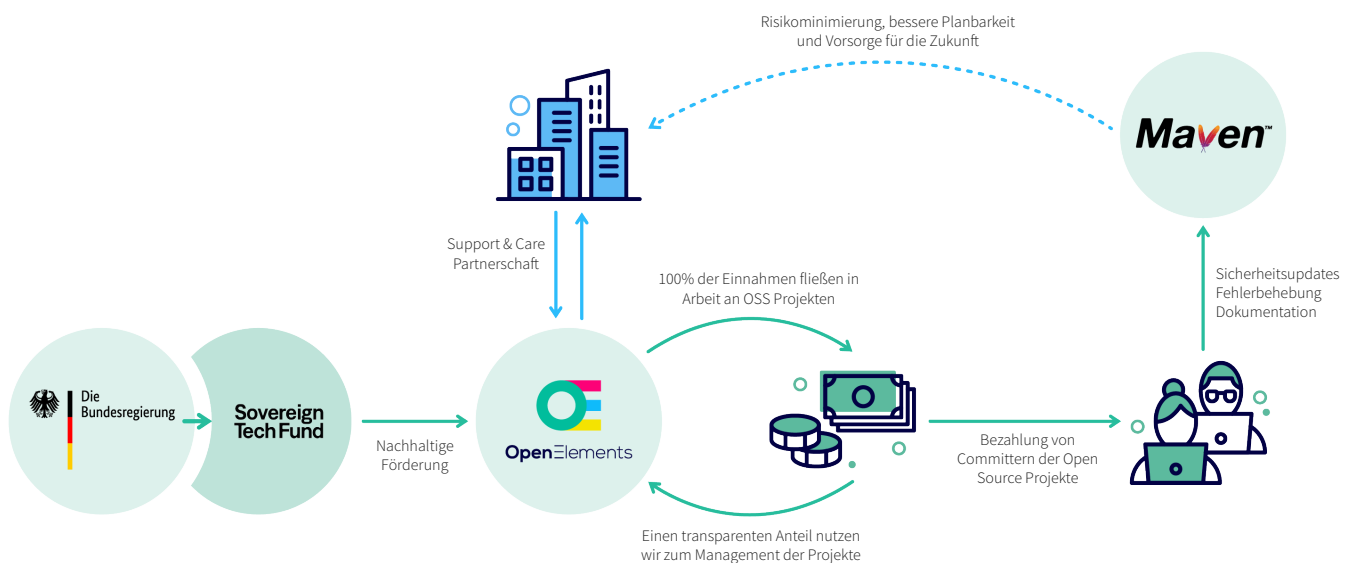 Risikominimierung, bessere Planbarkeit
und Vorsorge für die Zukunft
Maven™
Support & Care
Partnerschaft
100% der Einnahmen fließen in
Arbeit an OSS Projekten
Sicherheitsupdates
Fehlerbehebung
Dokumentation
Die
Bundesregierung
Sovereign
Tech Fund
Nachhaltige
Förderung
OpenElements
Bezahlung von
Committern der Open
Source Projekte
Einen transparenten Anteil nutzen
wir zum Management der Projekte